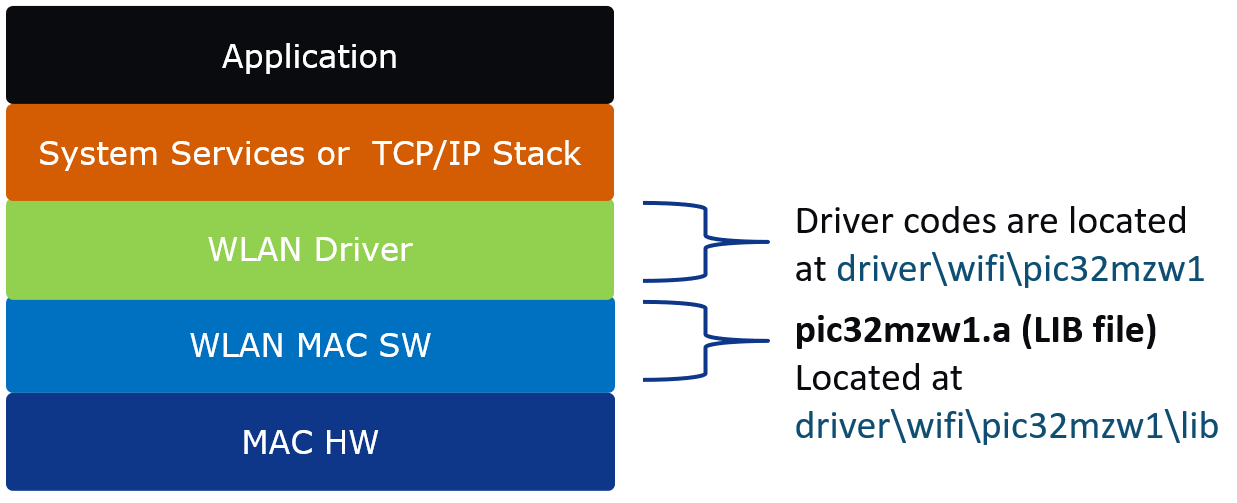 Application
System Services or  TCP/IP Stack
WLAN Driver
WLAN MAC SW
MAC HW
Driver codes are located
at driver\wifi\pic32mzw1
pic32mzw1.a (LIB file)
Located at
driver\wifi\pic32mzw1\lib